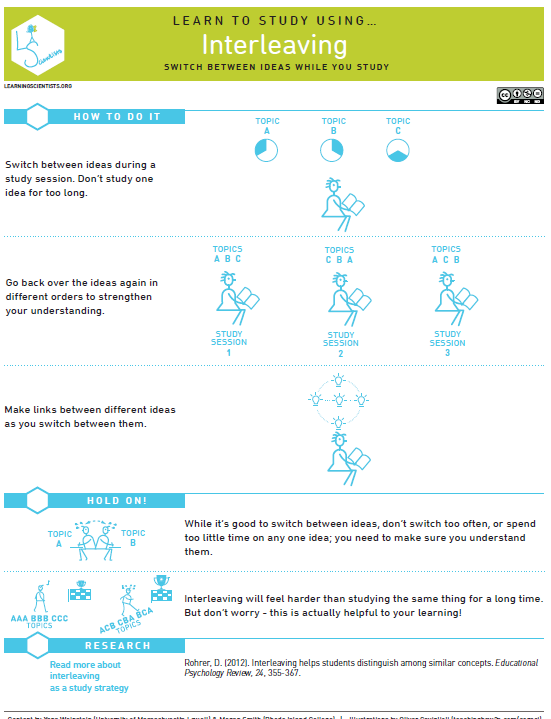 LEARN TO STUDY USING...
Interleaving
SWITCH BETWEEN IDEAS WHILE YOU STUDY
LEARNINGSCIENTISTS.ORG
BY NC ND
HOW TO DO IT
TOPIC A
TOPIC B
TOPIC C
Switch between ideas during a
study session. Don't study one
idea for too long.
TOPICS
A B C
TOPICS
C B A
TOPICS
A C B
Go back over the ideas again in
different orders to strengthen
your understanding.
STUDY
SESSION
1
STUDY
SESSION
2
STUDY
SESSION
3
Make links between different ideas
as you switch between them.
HOLD ON!
TOPIC
A
TOPIC
B
While it's good to switch between ideas, don't switch too often, or spend
too little time on any one idea; you need to make sure you understand
them.
AAA BBB CCC
TOPICS
ACB CBA BCA
TOPICS
Interleaving will feel harder than studying the same thing for a long time.
But don't worry - this is actually helpful to your learning!
RESEARCH
Read more about
interleaving
as a study strategy
Rohrer, D. (2012). Interleaving helps students distinguish among similar concepts. Educational
Psychology Review, 24, 355-367.